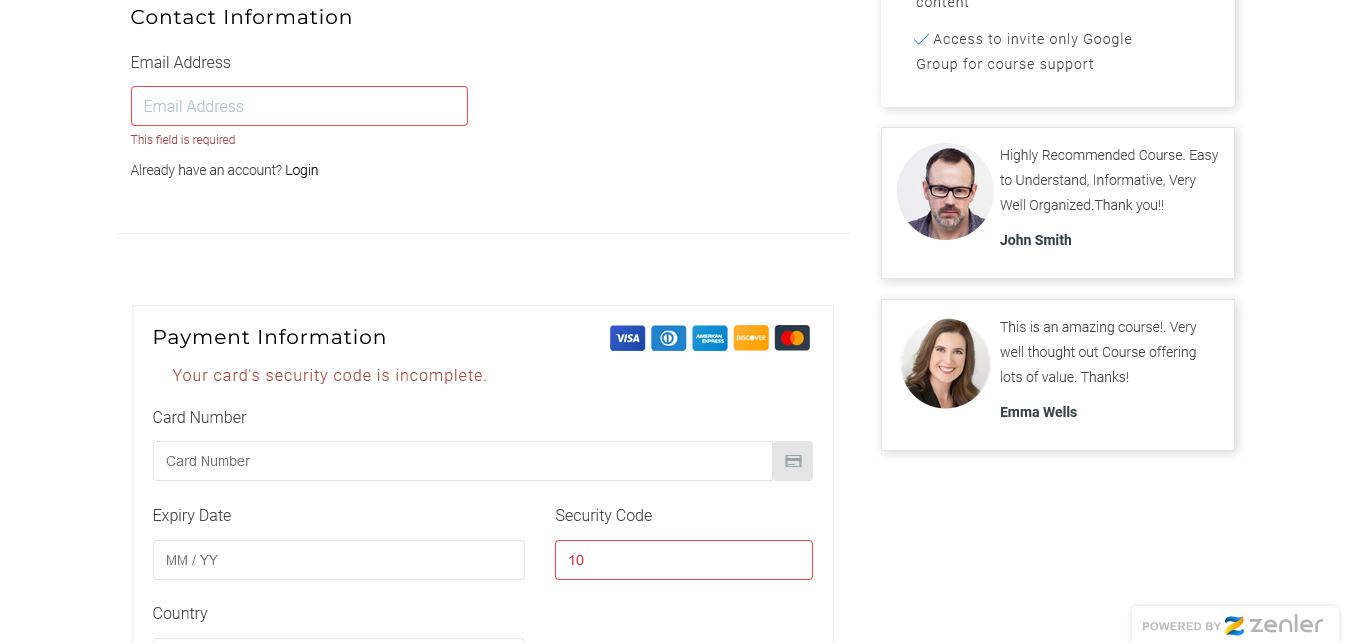 Contact Information
Email Address
Email Address
This field is required
Already have an account? Login
Payment Information
VISA
AMERICAN EXPRESS
DISCOVER
Your card's security code is incomplete.
Card Number
Card Number
Expiry Date
Security Code
MM / YY
10
Country
content
Access to invite only Google
Group for course support
Highly Recommended Course. Easy
to Understand, Informative, Very
Well Organized.Thank you!!
John Smith
This is an amazing course!. Very
well thought out Course offering
lots of value. Thanks!
Emma Wells
POWERED BY zenler